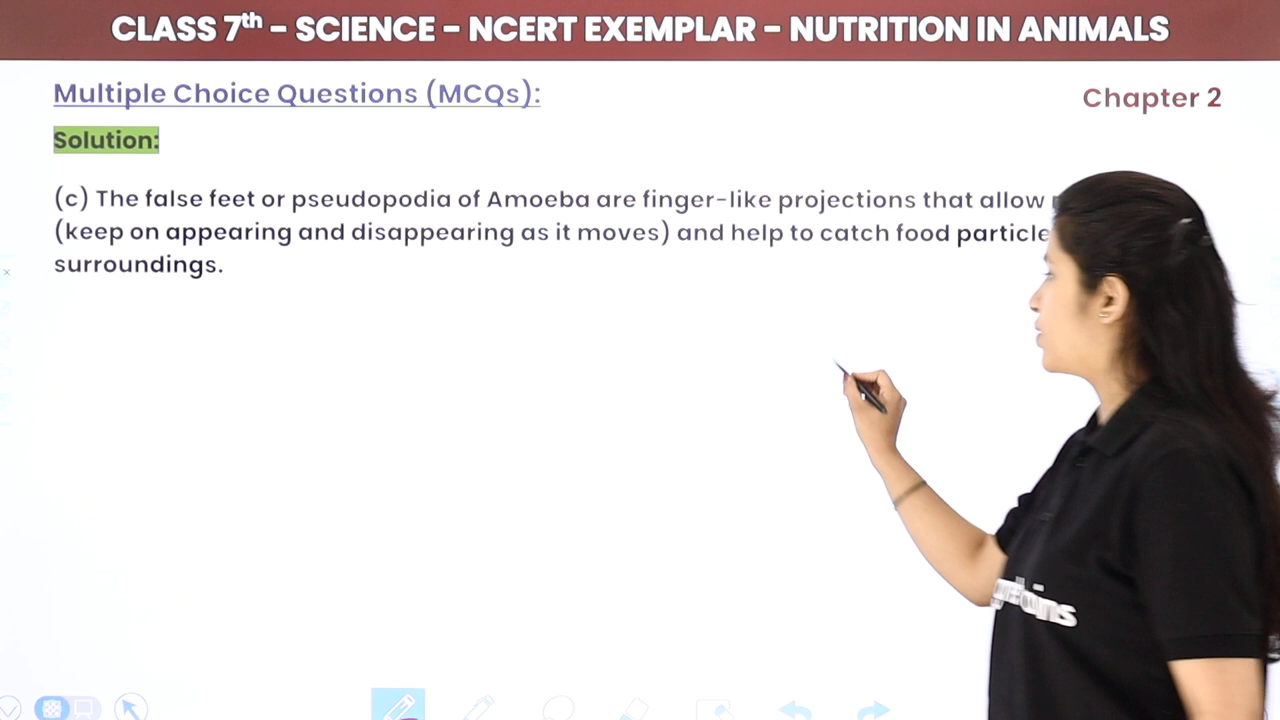 CLASS 7th - SCIENCE - NCERT EXEMPLAR - NUTRITION IN ANIMALS
Multiple Choice Questions (MCQs):
Chapter 2
Solution:
(c) The false feet or pseudopodia of Amoeba are finger-like projections that allow
(keep on appearing and disappearing as it moves) and help to catch food particle
surroundings.